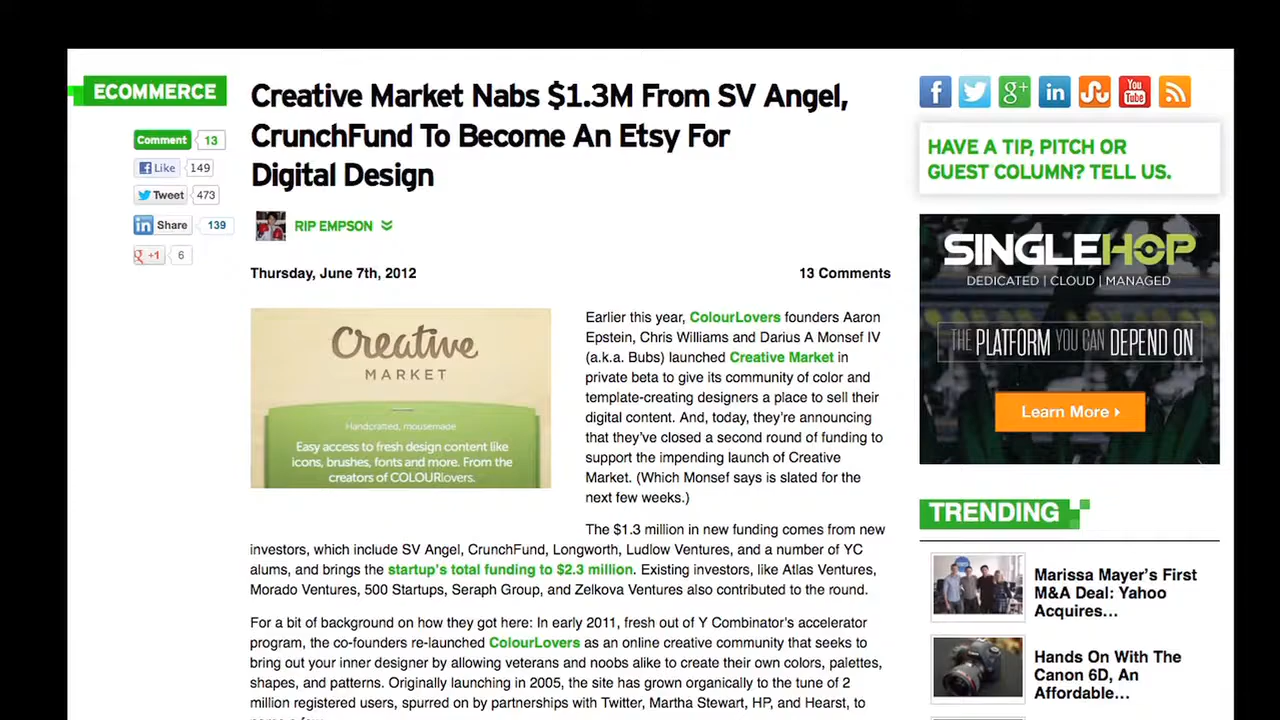 ECOMMERCE
Comment 13
Like 149
Tweet 473
Share 139
+1 6
Creative Market Nabs $1.3M From SV Angel,
CrunchFund To Become An Etsy For
Digital Design
RIP EMPSON
Thursday, June 7th, 2012
13 Comments
Creative
MARKET
Handcrafted, mousemade
Easy access to fresh design content like
icons, brushes, fonts and more. From the
creators of COLOURlovers.
Earlier this year, ColourLovers founders Aaron
Epstein, Chris Williams and Darius A Monsef IV
(a.k.a. Bubs) launched Creative Market in
private beta to give its community of color and
template-creating designers a place to sell their
digital content. And, today, they're announcing
that they've closed a second round of funding to
support the impending launch of Creative
Market. (Which Monsef says is slated for the
next few weeks.)
The $1.3 million in new funding comes from new
investors, which include SV Angel, CrunchFund, Longworth, Ludlow Ventures, and a number of YC
alums, and brings the startup's total funding to $2.3 million. Existing investors, like Atlas Ventures,
Morado Ventures, 500 Startups, Seraph Group, and Zelkova Ventures also contributed to the round.
For a bit of background on how they got here: In early 2011, fresh out of Y Combinator's accelerator
program, the co-founders re-launched ColourLovers as an online creative community that seeks to
bring out your inner designer by allowing veterans and noobs alike to create their own colors, palettes,
shapes, and patterns. Originally launching in 2005, the site has grown organically to the tune of 2
million registered users, spurred on by partnerships with Twitter, Martha Stewart, HP, and Hearst, to
HAVE A TIP, PITCH OR
GUEST COLUMN? TELL US.
SINGLEHOP
DEDICATED | CLOUD | MANAGED
THE PLATFORM YOU CAN DEPEND ON
Learn More
TRENDING
Marissa Mayer's First
M&A Deal: Yahoo
Acquires...
Hands On With The
Canon 6D, An
Affordable...